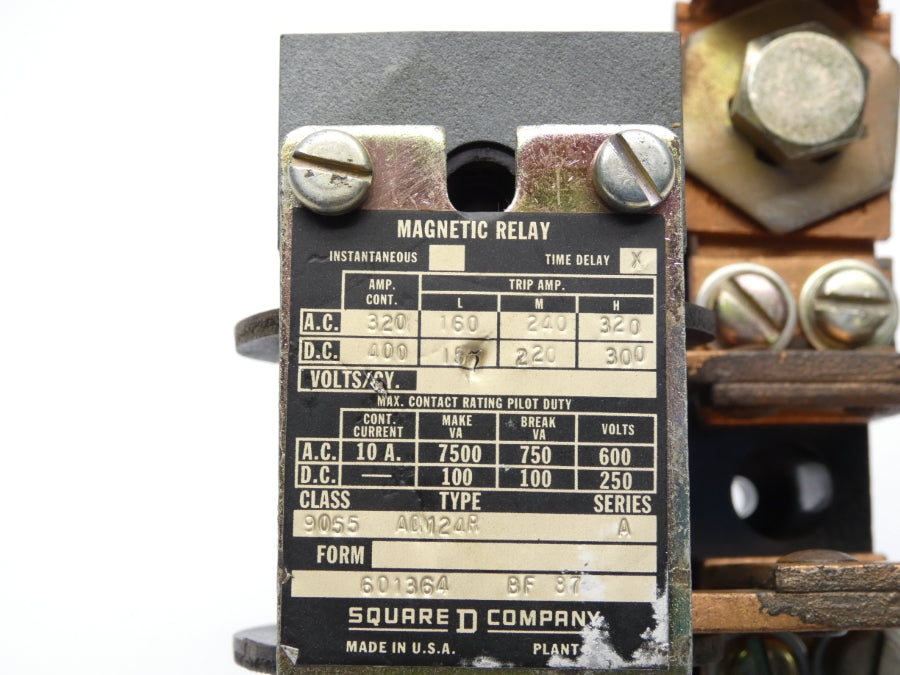 MAGNETIC RELAY
INSTANTANEOUS TIME DELAY X
AMP. CONT. TRIP AMP.
L M H
A.C. 320 160 240 320
D.C. 400 220 300
VOLTS/CY.
MAX. CONTACT RATING PILOT DUTY
CONT. CURRENT MAKE VA BREAK VA VOLTS
A.C. 10 A. 7500 750 600
D.C. — 100 100 250
CLASS TYPE SERIES
9055 A
FORM
601364 BF 87
SQUARE D COMPANY
MADE IN U.S.A. PLANT